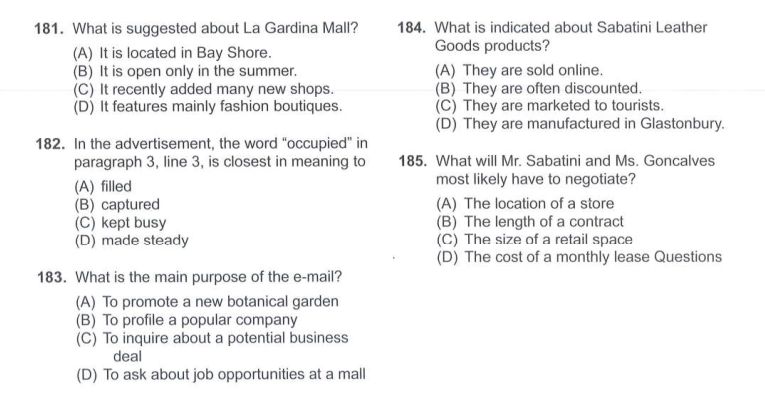 181. What is suggested about La Gardina Mall?
(A) It is located in Bay Shore.
(B) It is open only in the summer.
(C) It recently added many new shops.
(D) It features mainly fashion boutiques.
182. In the advertisement, the word “occupied” in
paragraph 3, line 3, is closest in meaning to
(A) filled
(B) captured
(C) kept busy
(D) made steady
183. What is the main purpose of the e-mail?
(A) To promote a new botanical garden
(B) To profile a popular company
(C) To inquire about a potential business
deal
(D) To ask about job opportunities at a mall
184. What is indicated about Sabatini Leather
Goods products?
(A) They are sold online.
(B) They are often discounted.
(C) They are marketed to tourists.
(D) They are manufactured in Glastonbury.
185. What will Mr. Sabatini and Ms. Goncalves
most likely have to negotiate?
(A) The location of a store
(B) The length of a contract
(C) The size of a retail space
(D) The cost of a monthly lease Questions